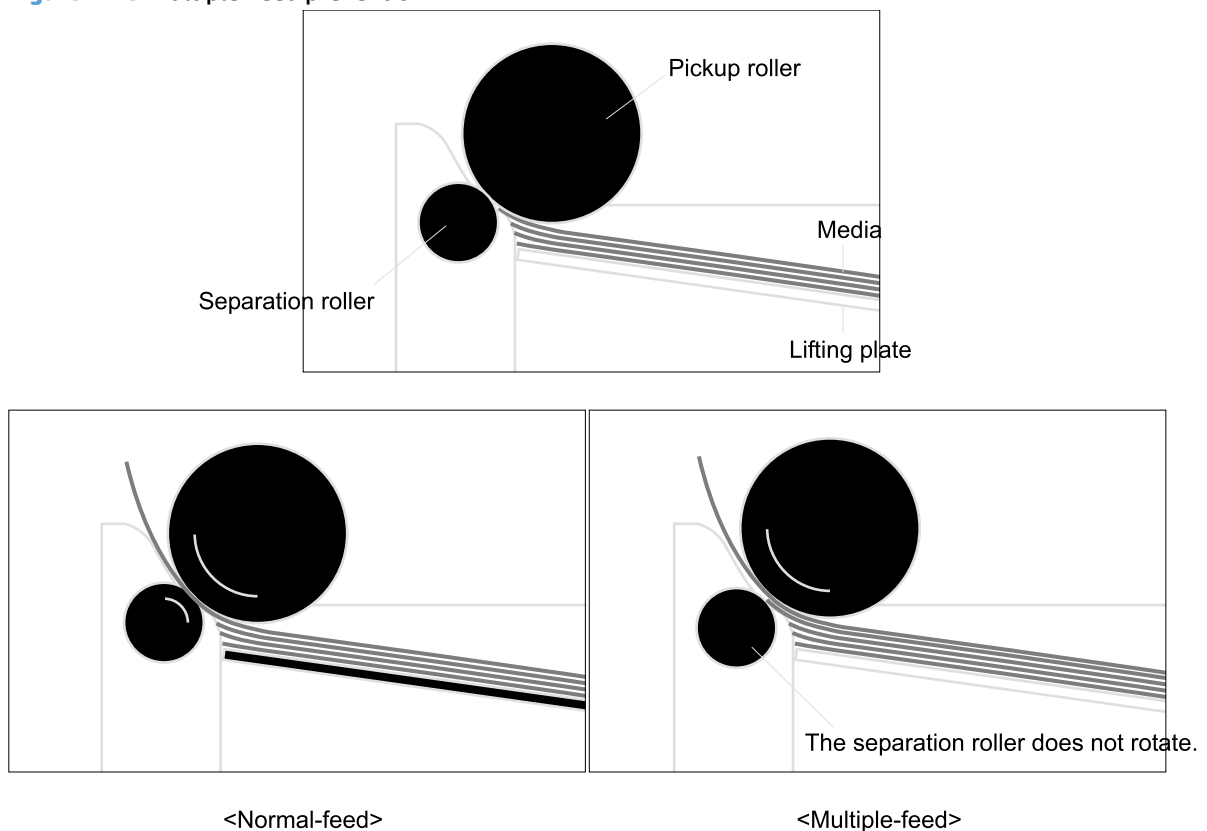 Pickup roller
Media
Separation roller
Lifting plate
The separation roller does not rotate.
<Normal-feed>
<Multiple-feed>